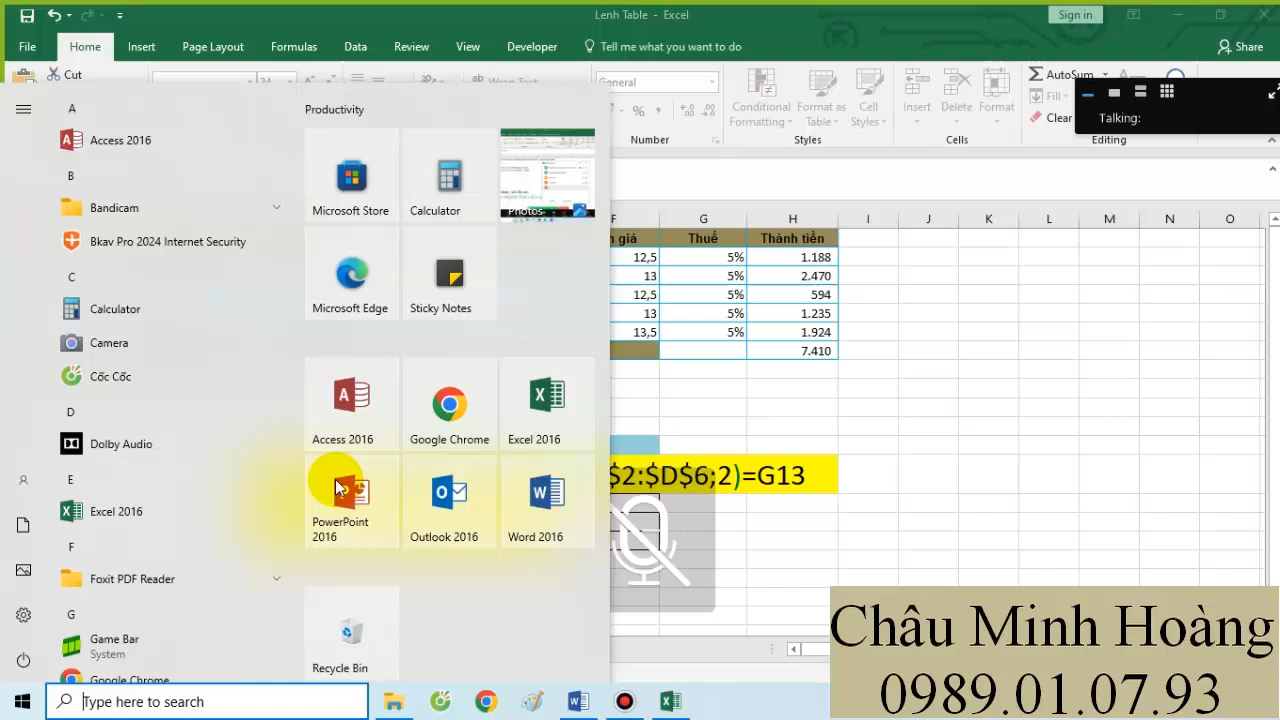 Lenh Table - Excel
Sign in
File
Home
Insert
Page Layout
Formulas
Data
Review
View
Developer
Tell me what you want to do
Share
Cut
24
ab Wrap Text
General
%
Conditional
Formatting
Format as
Table
Cell
Styles
Insert
Delete
Format
AutoSum
Fill
Clear
Talking:
Number
Styles
Cells
Editing
A
Access 2016
B
Bandicam
Bkav Pro 2024 Internet Security
C
Calculator
Camera
Cốc Cốc
D
Dolby Audio
E
Excel 2016
F
Foxit PDF Reader
G
Game Bar
System
Google Chrome
Productivity
Microsoft Store
Calculator
Photos
Microsoft Edge
Sticky Notes
Access 2016
Google Chrome
Excel 2016
PowerPoint
2016
Outlook 2016
Word 2016
Recycle Bin
F G H I J K L M N O
giá Thuế Thành tiền
12,5 5% 1.188
13 5% 2.470
12,5 5% 594
13 5% 1.235
13,5 5% 1.924
7.410
$2:$D$6;2)=G13
Châu Minh Hoàng
0989.01.07.93
Type here to search